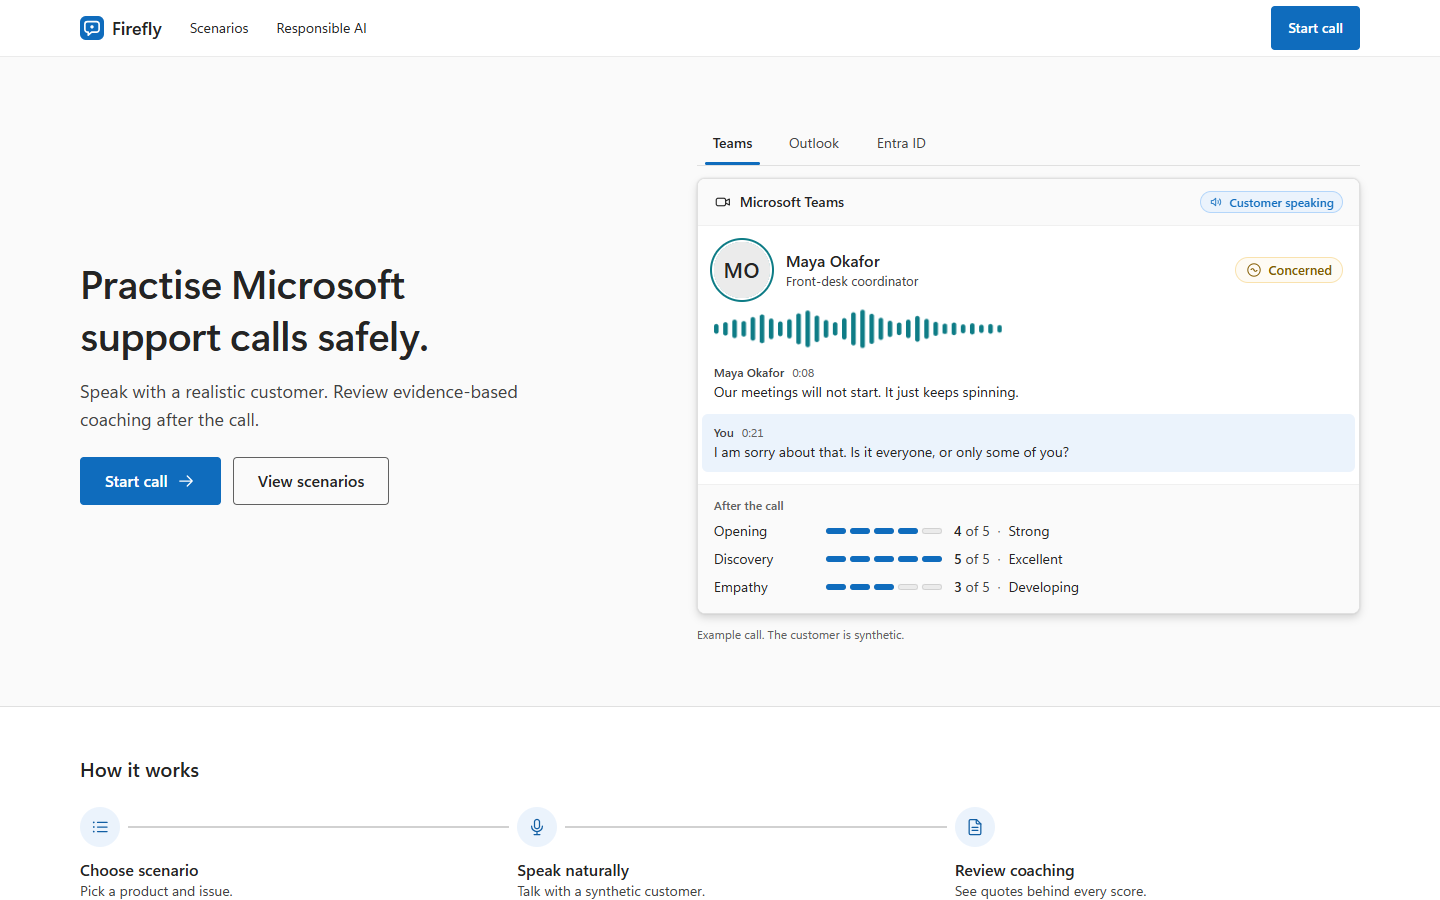 Firefly
Scenarios
Responsible AI
Start call
Practise Microsoft
support calls safely.
Speak with a realistic customer. Review evidence-based
coaching after the call.
Start call
View scenarios
Teams
Outlook
Entra ID
Microsoft Teams
Customer speaking
MO
Maya Okafor
Front-desk coordinator
Concerned
Maya Okafor 0:08
Our meetings will not start. It just keeps spinning.
You 0:21
I am sorry about that. Is it everyone, or only some of you?
After the call
Opening 4 of 5 · Strong
Discovery 5 of 5 · Excellent
Empathy 3 of 5 · Developing
Example call. The customer is synthetic.
How it works
Choose scenario
Pick a product and issue.
Speak naturally
Talk with a synthetic customer.
Review coaching
See quotes behind every score.